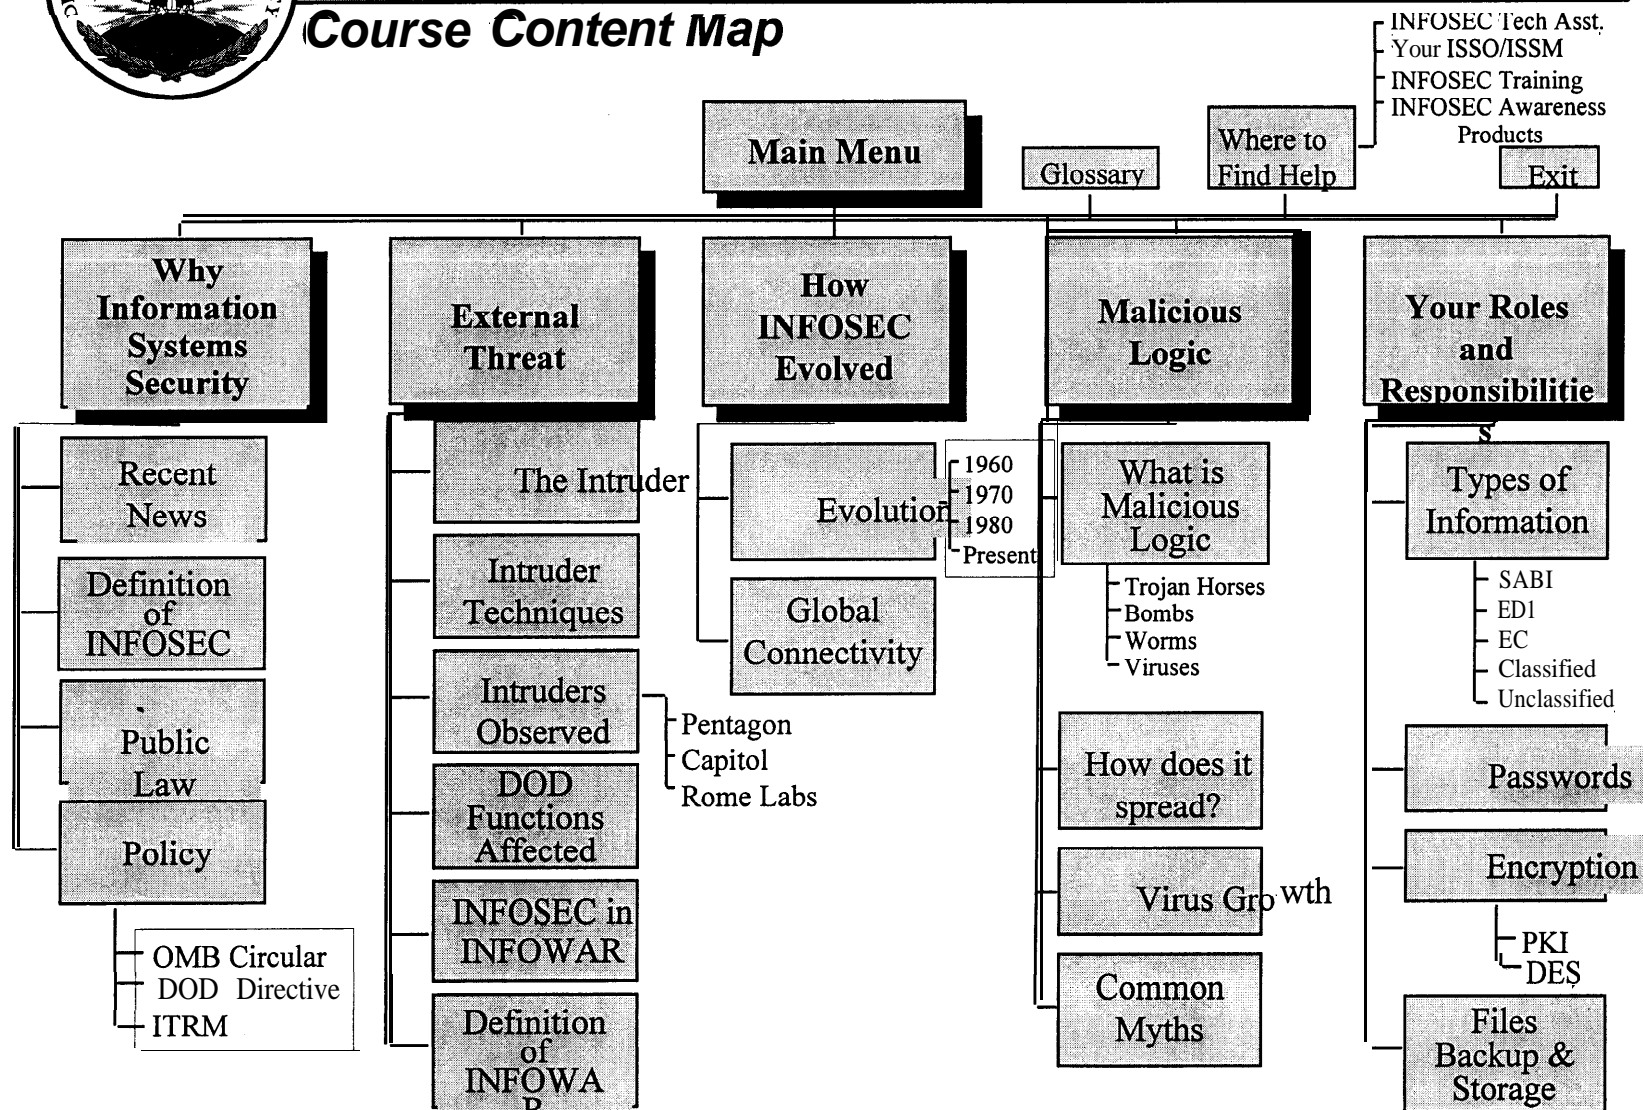 Course Content Map
INFOSEC Tech Asst.
Your ISSO/ISSM
INFOSEC Training
INFOSEC Awareness
Products
Main Menu
Glossary
Where to
Find Help
Exit
Why
Information
Systems
Security
Recent
News
Definition
of
INFOSEC
Public
Law
Policy
OMB Circular
DOD Directive
ITRM
External
Threat
The Intruder
Intruder
Techniques
Intruders
Observed
Pentagon
Capitol
Rome Labs
DOD
Functions
Affected
INFOSEC in
INFOWAR
Definition
of
INFOWA
R
How
INFOSEC
Evolved
Evolution
1960
1970
1980
Present
Global
Connectivity
Malicious
Logic
What is
Malicious
Logic
Trojan Horses
Bombs
Worms
Viruses
How does it
spread?
Virus Growth
Common
Myths
Your Roles
and
Responsibilitie
s
Types of
Information
SABI
ED1
EC
Classified
Unclassified
Passwords
Encryption
PKI
DES
Files
Backup &
Storage